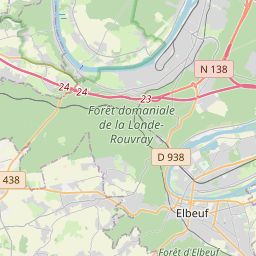 N 138
24
24
23
Forêt domaniale
de la Londe-
Rouvray
D 938
438
Elbeuf
Forêt d'Elbeuf